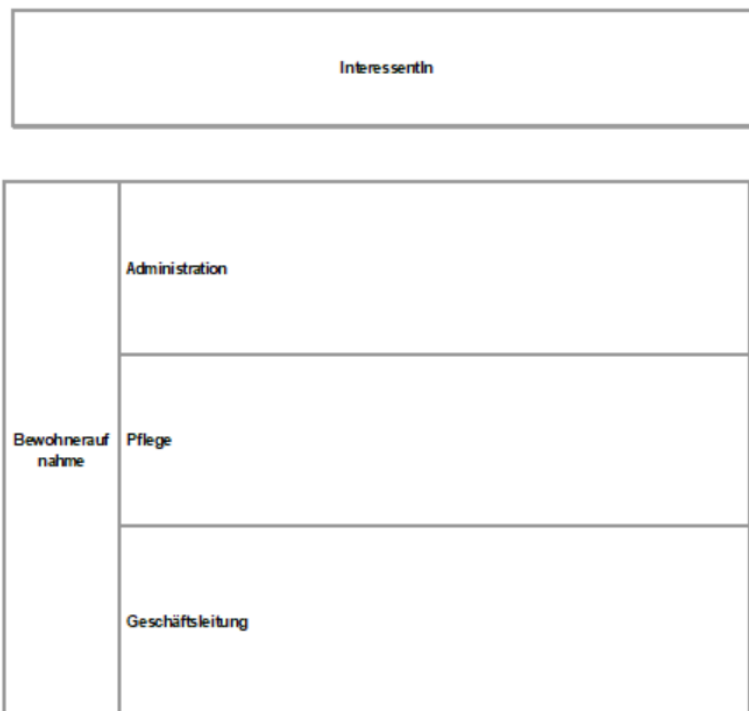 InteressentIn
Administration
Bewohnerauf
nahme
Pflege
Geschäftsleitung